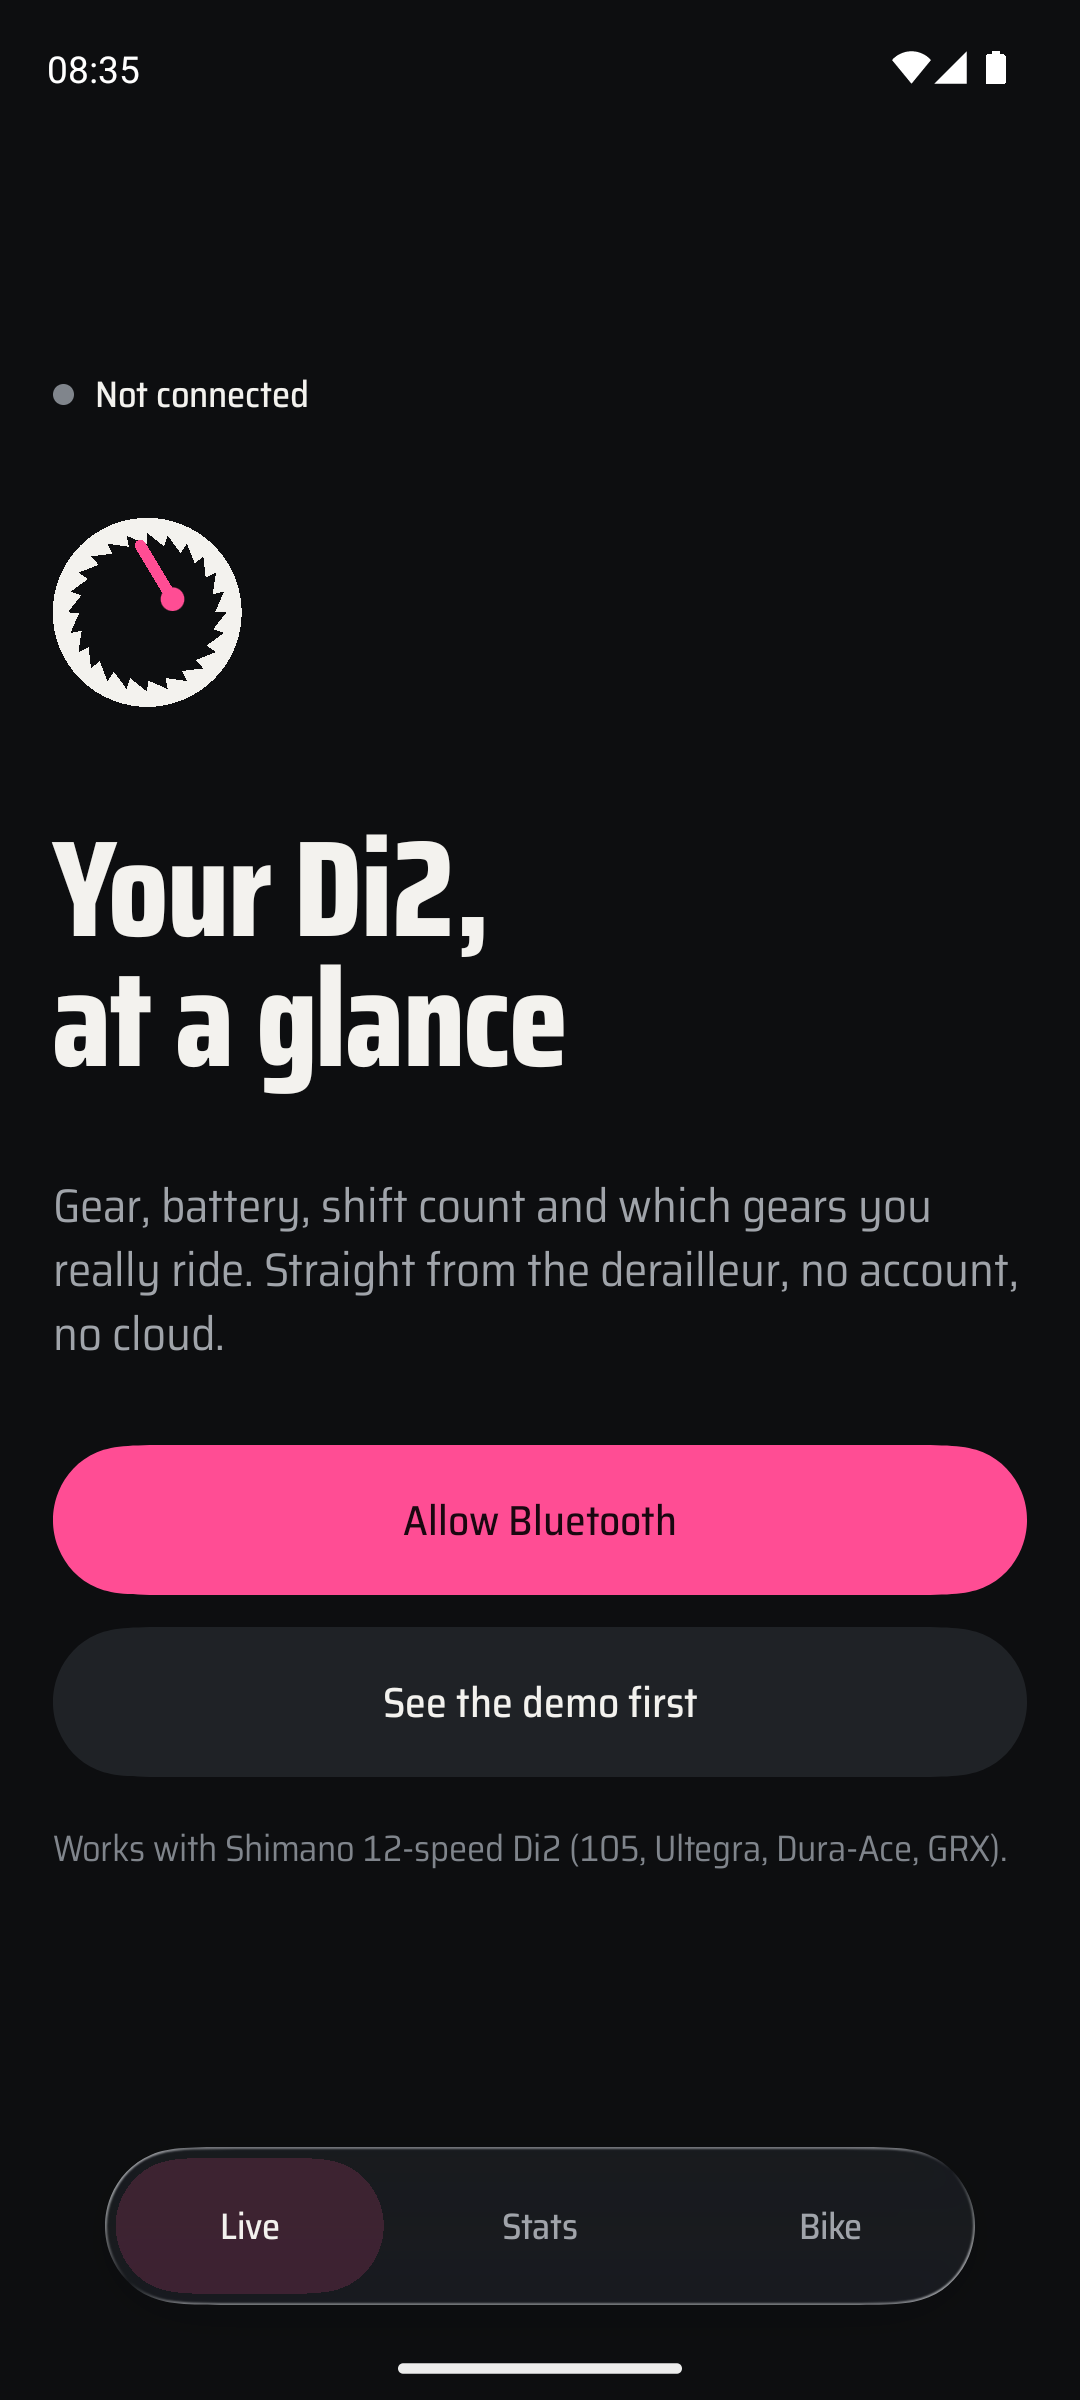 08:35
Not connected
Your Di2,
at a glance
Gear, battery, shift count and which gears you
really ride. Straight from the derailleur, no account,
no cloud.
Allow Bluetooth
See the demo first
Works with Shimano 12-speed Di2 (105, Ultegra, Dura-Ace, GRX).
Live
Stats
Bike